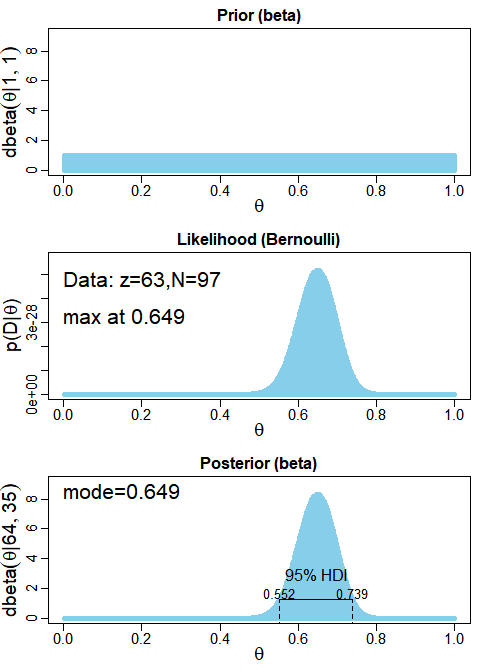 Prior (beta)
dbeta(θ|1, 1)
0 2 4 6 8
0.0 0.2 0.4 0.6 0.8 1.0
θ
Likelihood (Bernoulli)
p(D|θ)
0e+00 3e-28
Data: z=63,N=97
max at 0.649
0.0 0.2 0.4 0.6 0.8 1.0
θ
Posterior (beta)
dbeta(θ|64, 35)
0 2 4 6 8
mode=0.649
95% HDI
0.552 0.739
0.0 0.2 0.4 0.6 0.8 1.0
θ